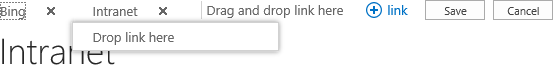 Bing Intranet Drag and drop link here link Save Cancel
Drop link here
Intranet